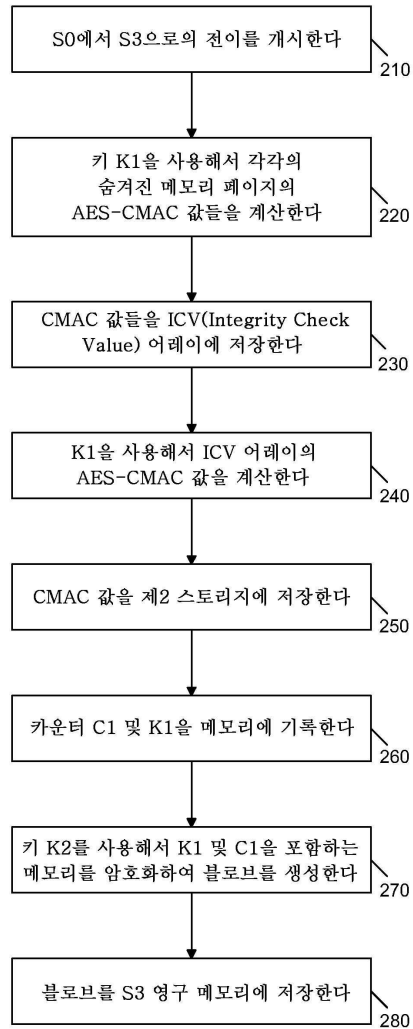 S0에서 S3으로의 전이를 개시한다
210
키 K1을 사용해서 각각의
숨겨진 메모리 페이지의
AES-CMAC 값들을 계산한다
220
CMAC 값들을 ICV(Integrity Check
Value) 어레이에 저장한다
230
K1을 사용해서 ICV 어레이의
AES-CMAC 값을 계산한다
240
CMAC 값을 제2 스토리지에 저장한다
250
카운터 C1 및 K1을 메모리에 기록한다
260
키 K2를 사용해서 K1 및 C1을 포함하는
메모리를 암호화하여 블로브를 생성한다
270
블로브를 S3 영구 메모리에 저장한다
280